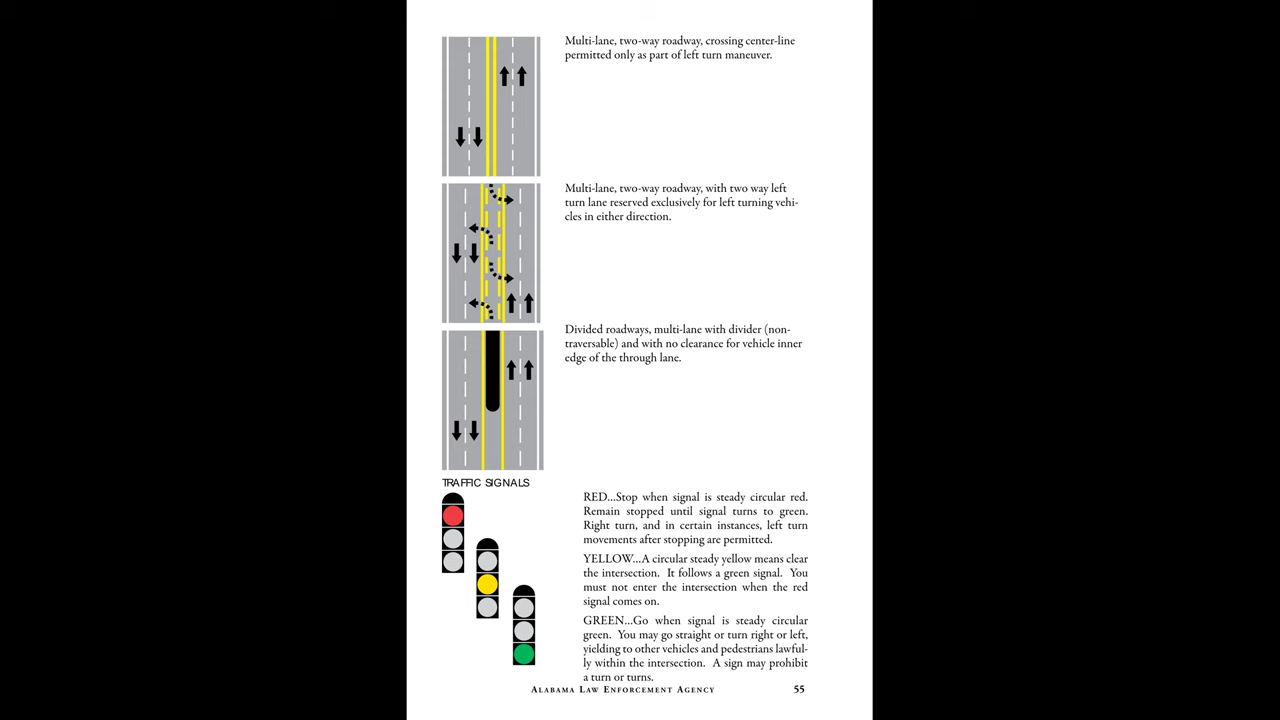 Multi-lane, two-way roadway, crossing center-line
permitted only as part of left turn maneuver.
Multi-lane, two-way roadway, with two way left
turn lane reserved exclusively for left turning vehi-
cles in either direction.
Divided roadways, multi-lane with divider (non-
traversable) and with no clearance for vehicle inner
edge of the through lane.
TRAFFIC SIGNALS
RED...Stop when signal is steady circular red.
Remain stopped until signal turns to green.
Right turn, and in certain instances, left turn
movements after stopping are permitted.
YELLOW...A circular steady yellow means clear
the intersection. It follows a green signal. You
must not enter the intersection when the red
signal comes on.
GREEN...Go when signal is steady circular
green. You may go straight or turn right or left,
yielding to other vehicles and pedestrians lawful-
ly within the intersection. A sign may prohibit
a turn or turns.
Alabama Law Enforcement Agency 55